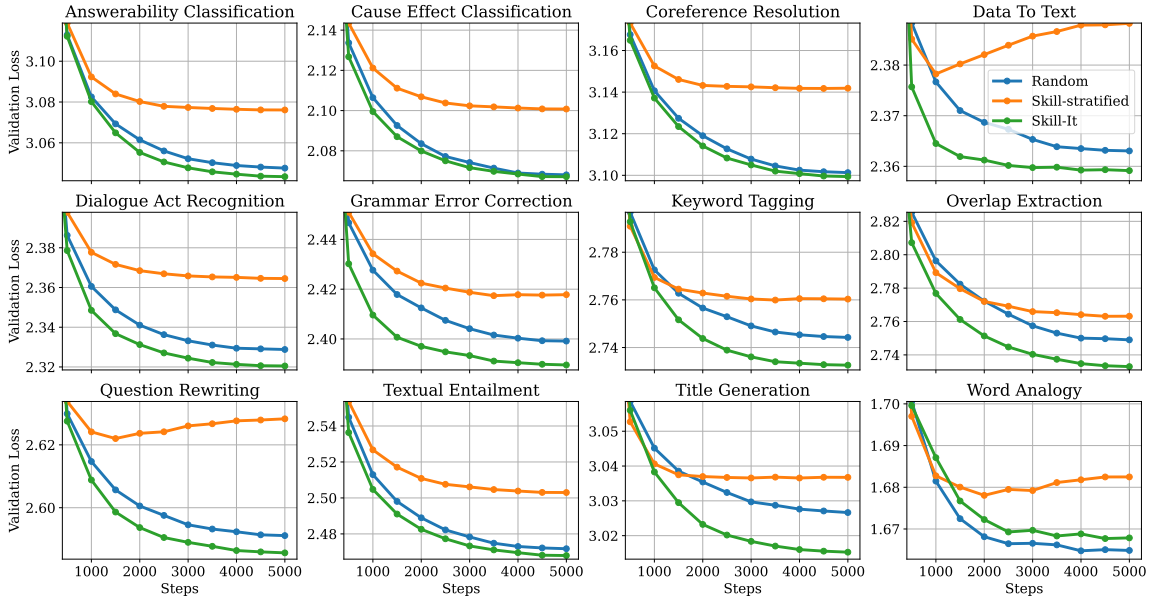 Answerability Classification
Cause Effect Classification
Coreference Resolution
Data To Text
Validation Loss
3.10
3.08
3.06
2.14
2.12
2.10
2.08
3.16
3.14
3.12
3.10
2.38
2.37
2.36
Random
Skill-stratified
Skill-It
Dialogue Act Recognition
Grammar Error Correction
Keyword Tagging
Overlap Extraction
Validation Loss
2.38
2.36
2.34
2.32
2.44
2.42
2.40
2.78
2.76
2.74
2.82
2.80
2.78
2.76
2.74
Question Rewriting
Textual Entailment
Title Generation
Word Analogy
Validation Loss
2.62
2.60
2.54
2.52
2.50
2.48
3.05
3.04
3.03
3.02
1.70
1.69
1.68
1.67
1000 2000 3000 4000 5000
1000 2000 3000 4000 5000
1000 2000 3000 4000 5000
1000 2000 3000 4000 5000
Steps
Steps
Steps
Steps